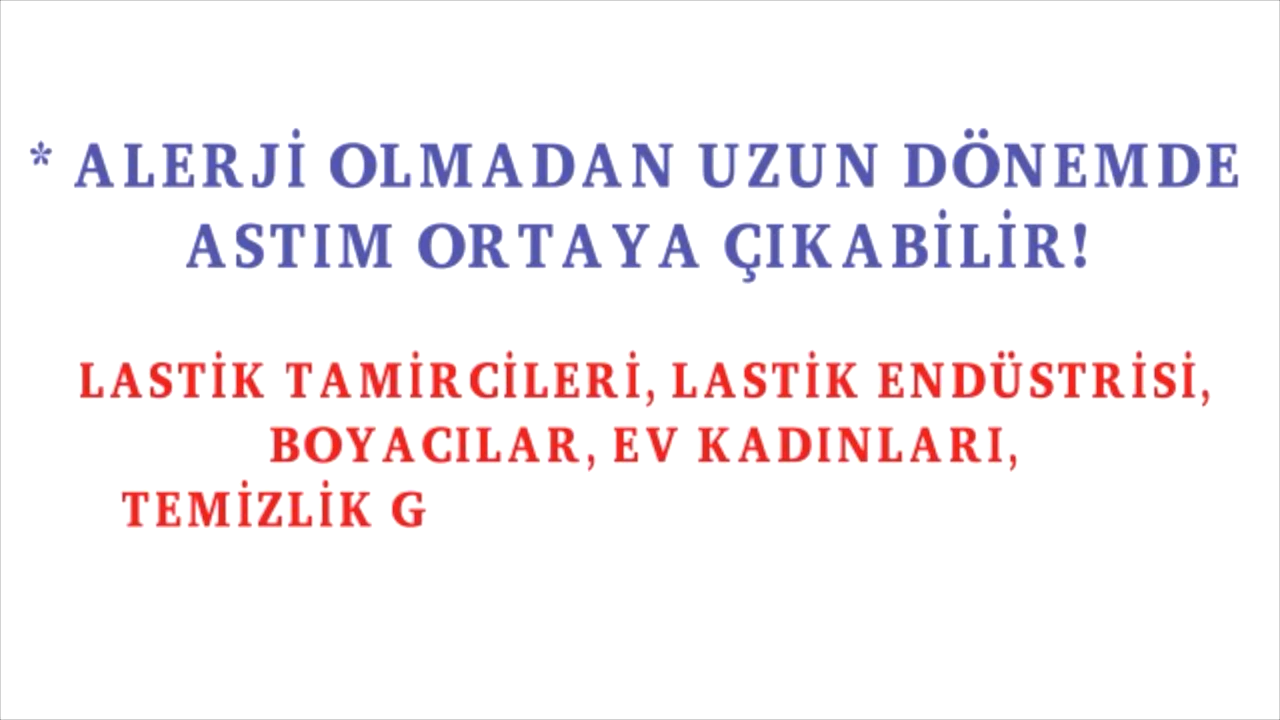 * ALERJİ OLMADAN UZUN DÖNEMDE
ASTIM ORTAYA ÇIKABİLİR!
LASTİK TAMİRCİLERİ, LASTİK ENDÜSTRİSİ,
BOYACILAR, EV KADINLARI,
TEMİZLİK G